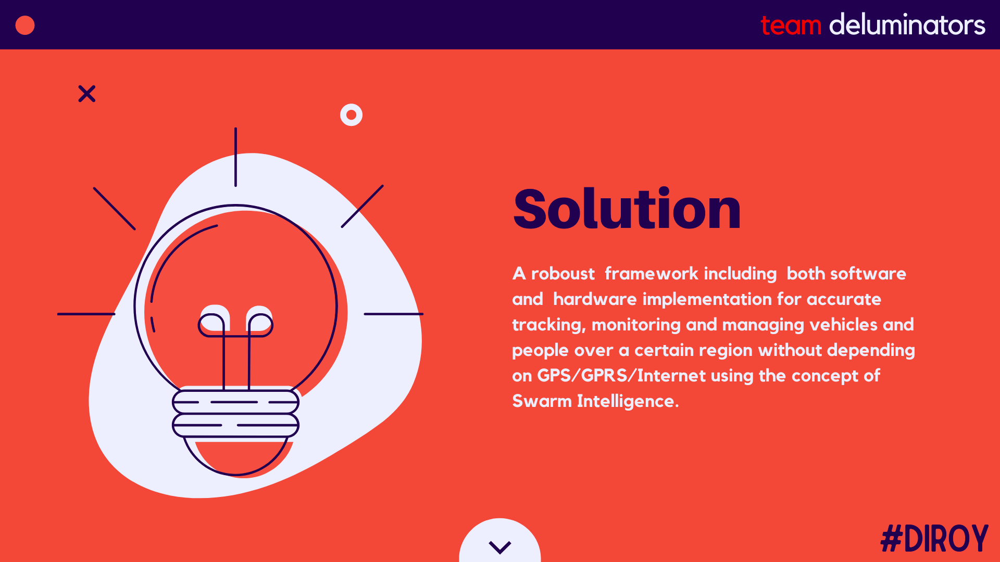 team deluminators
Solution
A roboust framework including both software
and hardware implementation for accurate
tracking, monitoring and managing vehicles and
people over a certain region without depending
on GPS/GPRS/Internet using the concept of
Swarm Intelligence.
#DIROY